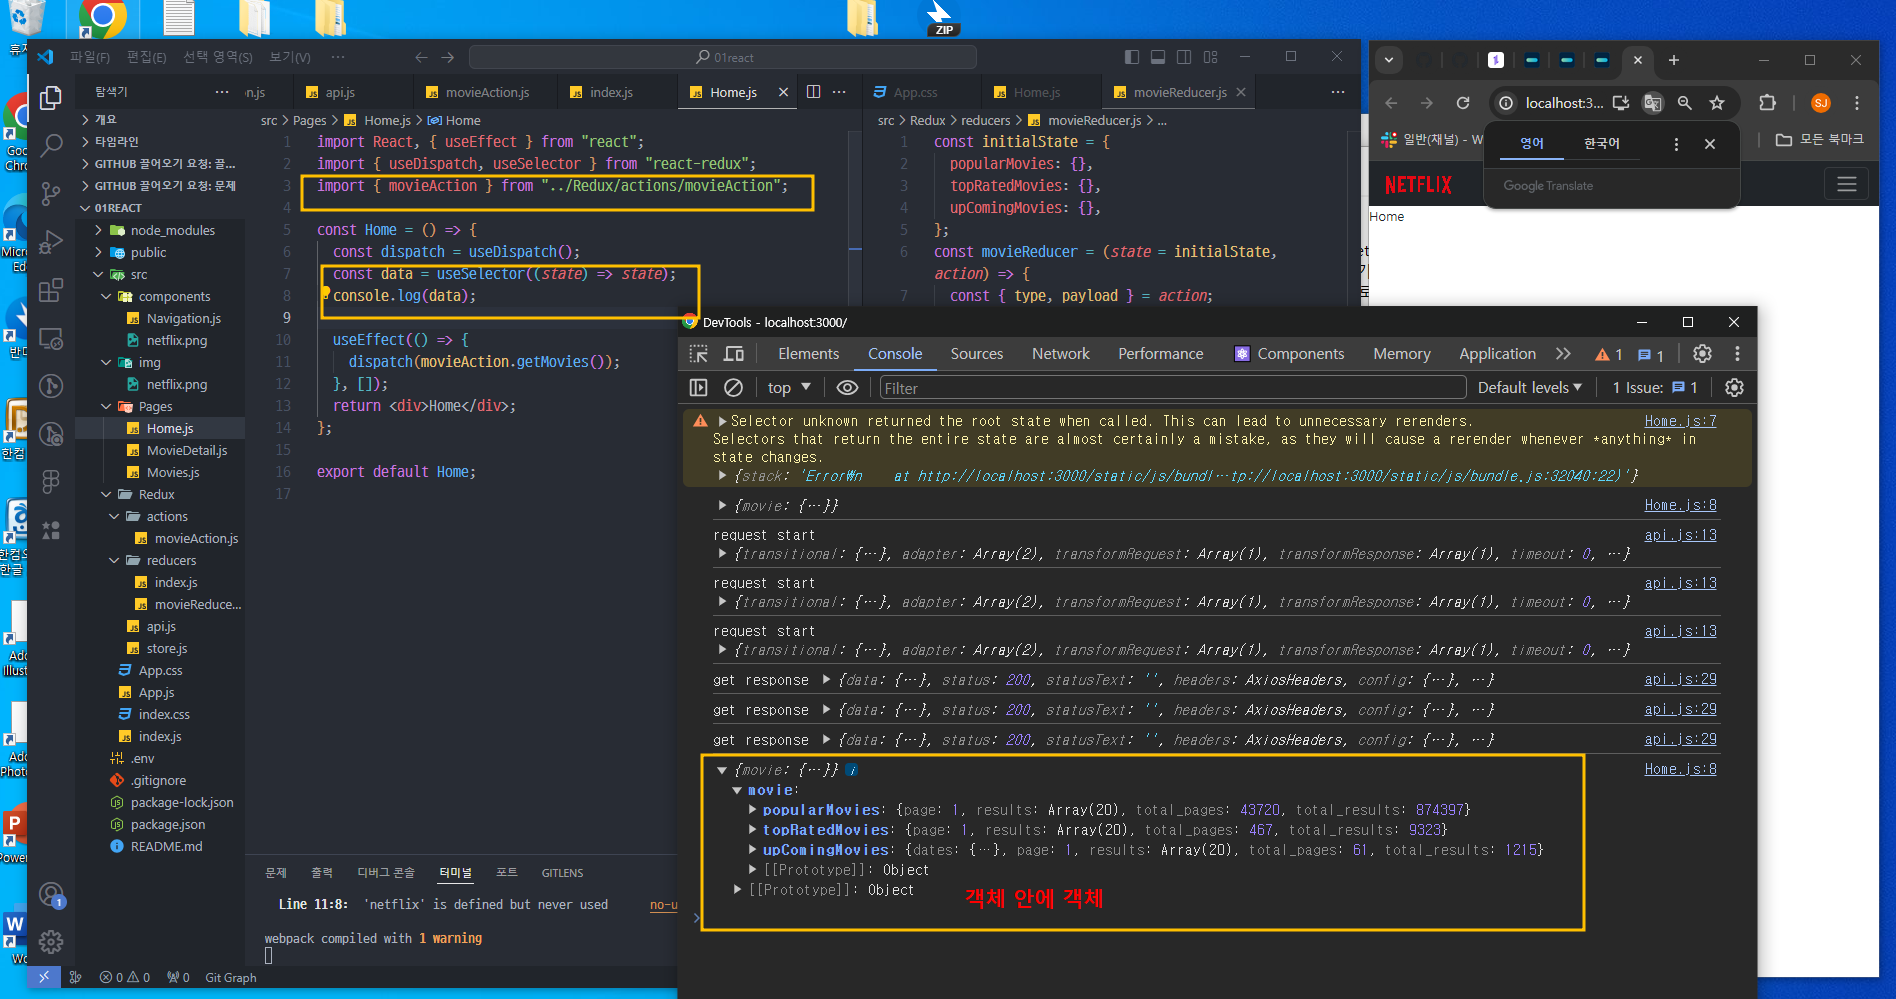 ZIP
파일(F) 편집(E) 선택 영역(S) 보기(V) ···
01react
탐색기 ···
개요
타임라인
GITHUB 끌어오기 요청: 끌...
GITHUB 끌어오기 요청: 문제
01REACT
node_modules
public
src
components
Navigation.js
netflix.png
img
netflix.png
Pages
Home.js
MovieDetail.js
Movies.js
Redux
actions
movieAction.js
reducers
index.js
movieReduce...
api.js
store.js
App.css
App.js
index.css
index.js
.env
.gitignore
package-lock.json
package.json
README.md
api.js movieAction.js index.js Home.js
src > Pages > Home.js > Home
1 import React, { useEffect } from "react";
2 import { useDispatch, useSelector } from "react-redux";
3 import { movieAction } from "../Redux/actions/movieAction";
4
5 const Home = () => {
6 const dispatch = useDispatch();
7 const data = useSelector((state) => state);
8 console.log(data);
9
10 useEffect(() => {
11 dispatch(movieAction.getMovies());
12 }, []);
13 return <div>Home</div>;
14 };
15
16 export default Home;
17
App.css Home.js movieReducer.js
src > Redux > reducers > movieReducer.js > ...
1 const initialState = {
2 popularMovies: {},
3 topRatedMovies: {},
4 upComingMovies: {},
5 };
6 const movieReducer = (state = initialState,
action) => {
7 const { type, payload } = action;
문제 출력 디버그 콘솔 터미널 포트 GITLENS
Line 11:8: 'netflix' is defined but never used no-u
webpack compiled with 1 warning
0 0 0 Git Graph
localhost:3...
SJ
일반(채널) - W
모든 북마크
영어 한국어
Google Translate
NETFLIX
Home
DevTools - localhost:3000/
Elements Console Sources Network Performance Components Memory Application 1 1
top Filter Default levels 1 Issue: 1
Selector unknown returned the root state when called. This can lead to unnecessary rerenders. Home.js:7
Selectors that return the entire state are almost certainly a mistake, as they will cause a rerender whenever *anything* in
state changes.
{stack: 'Error₩n    at http://localhost:3000/static/js/bundl…tp://localhost:3000/static/js/bundle.js:32040:22)'}
{movie: {…}} Home.js:8
request start api.js:13
{transitional: {…}, adapter: Array(2), transformRequest: Array(1), transformResponse: Array(1), timeout: 0, …}
request start api.js:13
{transitional: {…}, adapter: Array(2), transformRequest: Array(1), transformResponse: Array(1), timeout: 0, …}
request start api.js:13
{transitional: {…}, adapter: Array(2), transformRequest: Array(1), transformResponse: Array(1), timeout: 0, …}
get response {data: {…}, status: 200, statusText: '', headers: AxiosHeaders, config: {…}, …} api.js:29
get response {data: {…}, status: 200, statusText: '', headers: AxiosHeaders, config: {…}, …} api.js:29
get response {data: {…}, status: 200, statusText: '', headers: AxiosHeaders, config: {…}, …} api.js:29
{movie: {…}} i Home.js:8
movie:
popularMovies: {page: 1, results: Array(20), total_pages: 43720, total_results: 874397}
topRatedMovies: {page: 1, results: Array(20), total_pages: 467, total_results: 9323}
upComingMovies: {dates: {…}, page: 1, results: Array(20), total_pages: 61, total_results: 1215}
[[Prototype]]: Object
[[Prototype]]: Object
객체 안에 객체